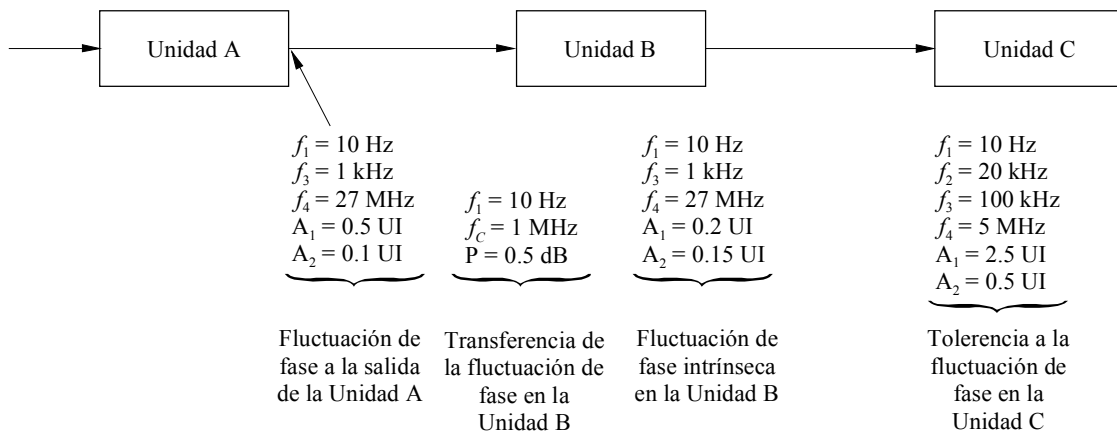 Unidad A
Unidad B
Unidad C
f1 = 10 Hz
f3 = 1 kHz
f4 = 27 MHz
A1 = 0.5 UI
A2 = 0.1 UI
Fluctuación de
fase a la salida
de la Unidad A
f1 = 10 Hz
fC = 1 MHz
P = 0.5 dB
Transferencia de
la fluctuación de
fase en la
Unidad B
f1 = 10 Hz
f3 = 1 kHz
f4 = 27 MHz
A1 = 0.2 UI
A2 = 0.15 UI
Fluctuación de
fase intrínseca
en la Unidad B
f1 = 10 Hz
f2 = 20 kHz
f3 = 100 kHz
f4 = 5 MHz
A1 = 2.5 UI
A2 = 0.5 UI
Tolerencia a la
fluctuación de
fase en la
Unidad C